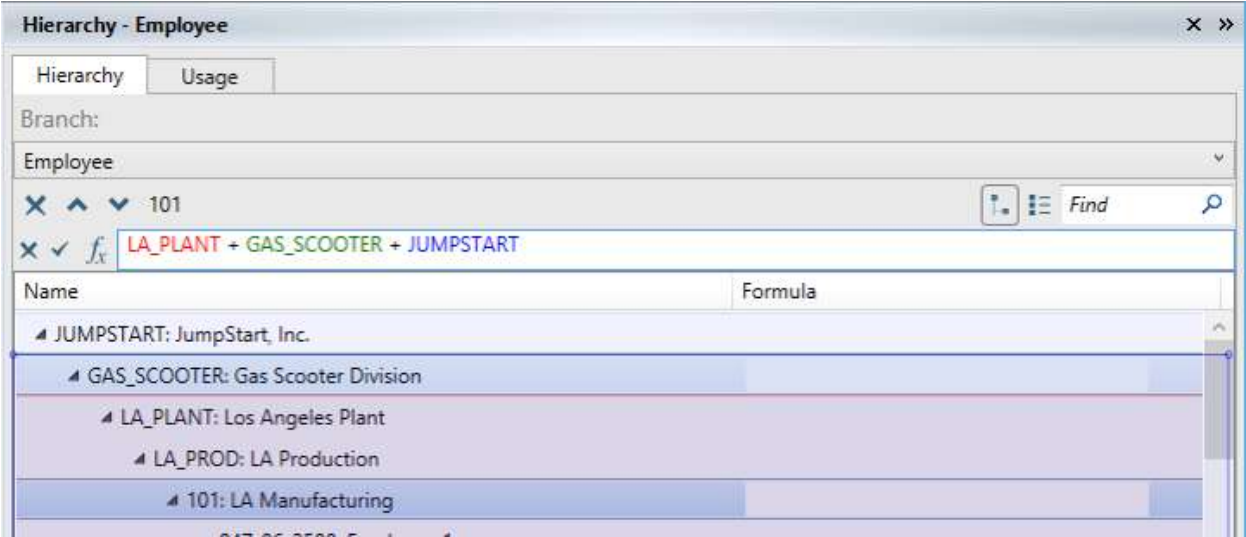 Hierarchy - Employee
Hierarchy Usage
Branch:
Employee
101 Find
fx LA_PLANT + GAS_SCOOTER + JUMPSTART
Name Formula
JUMPSTART: JumpStart, Inc.
GAS_SCOOTER: Gas Scooter Division
LA_PLANT: Los Angeles Plant
LA_PROD: LA Production
101: LA Manufacturing